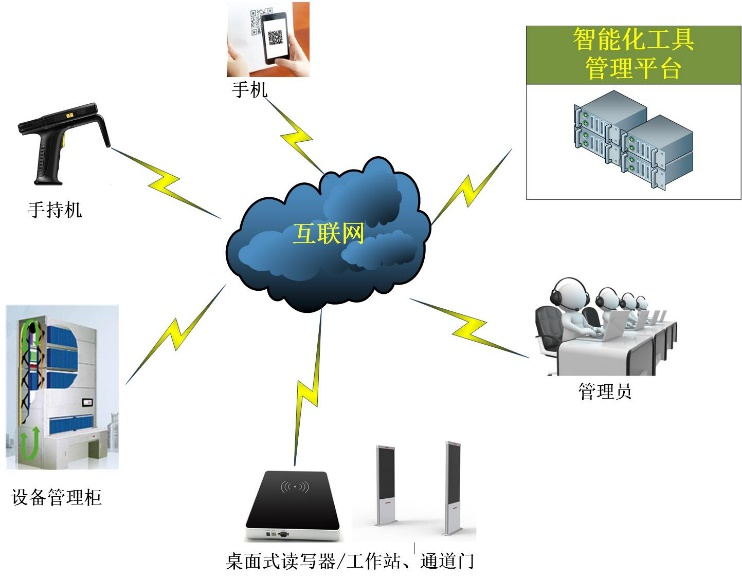 手机
智能化工具
管理平台
手持机
互联网
管理员
设备管理柜
桌面式读写器/工作站、通道门